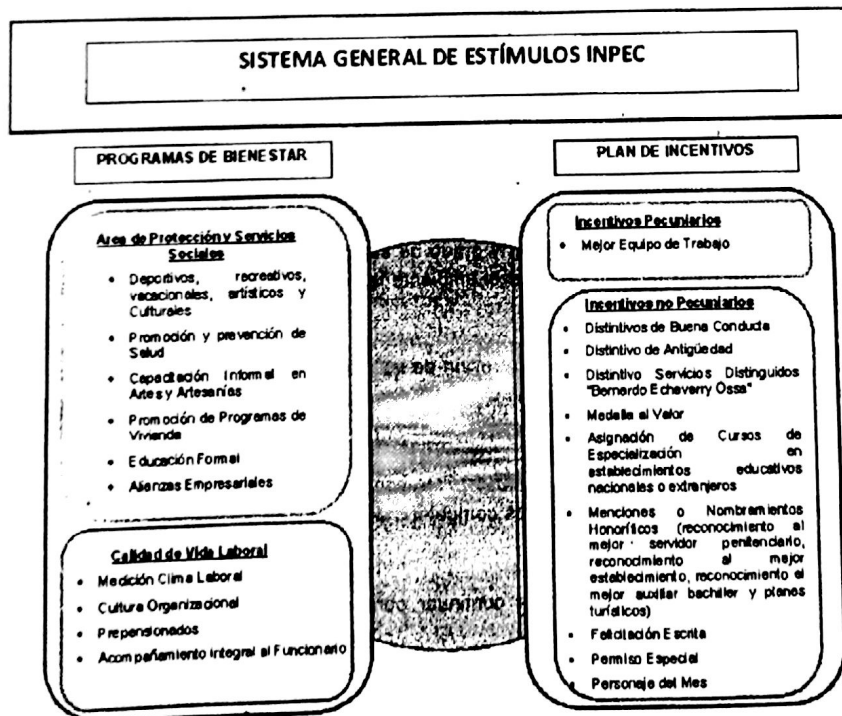 SISTEMA GENERAL DE ESTÍMULOS INPEC
PROGRAMAS DE BIENESTAR
Area de Protección y Servicios
Sociales
• Deportivos, recreativos,
vacacionales, artísticos y
Culturales
• Promoción y prevención de
Salud
• Capacitación Informal en
Artes y Artesanías
• Promoción de Programas de
Vivienda
• Educación Formal
• Alianzas Empresariales
Calidad de Vida Laboral
• Medición Clima Laboral
• Cultura Organizacional
• Prepensionados
• Acompañamiento Integral al Funcionario
PLAN DE INCENTIVOS
Incentivos Pecuniarios
• Mejor Equipo de Trabajo
Incentivos no Pecuniarios
• Distintivos de Buena Conducta
• Distintivo de Antigüedad
• Distintivo Servicios Distinguidos
"Bernardo Echeverry Ossa"
• Medalla al Valor
• Asignación de Cursos de
Especialización en
establecimientos educativos
nacionales o extranjeros
• Menciones o Nombramientos
Honoríficos (reconocimiento al
mejor servidor penitenciario,
reconocimiento al mejor
establecimiento, reconocimiento al
mejor auxiliar bachiller y planes
turísticos)
• Felicitación Escrita
• Permiso Especial
• Personaje del Mes